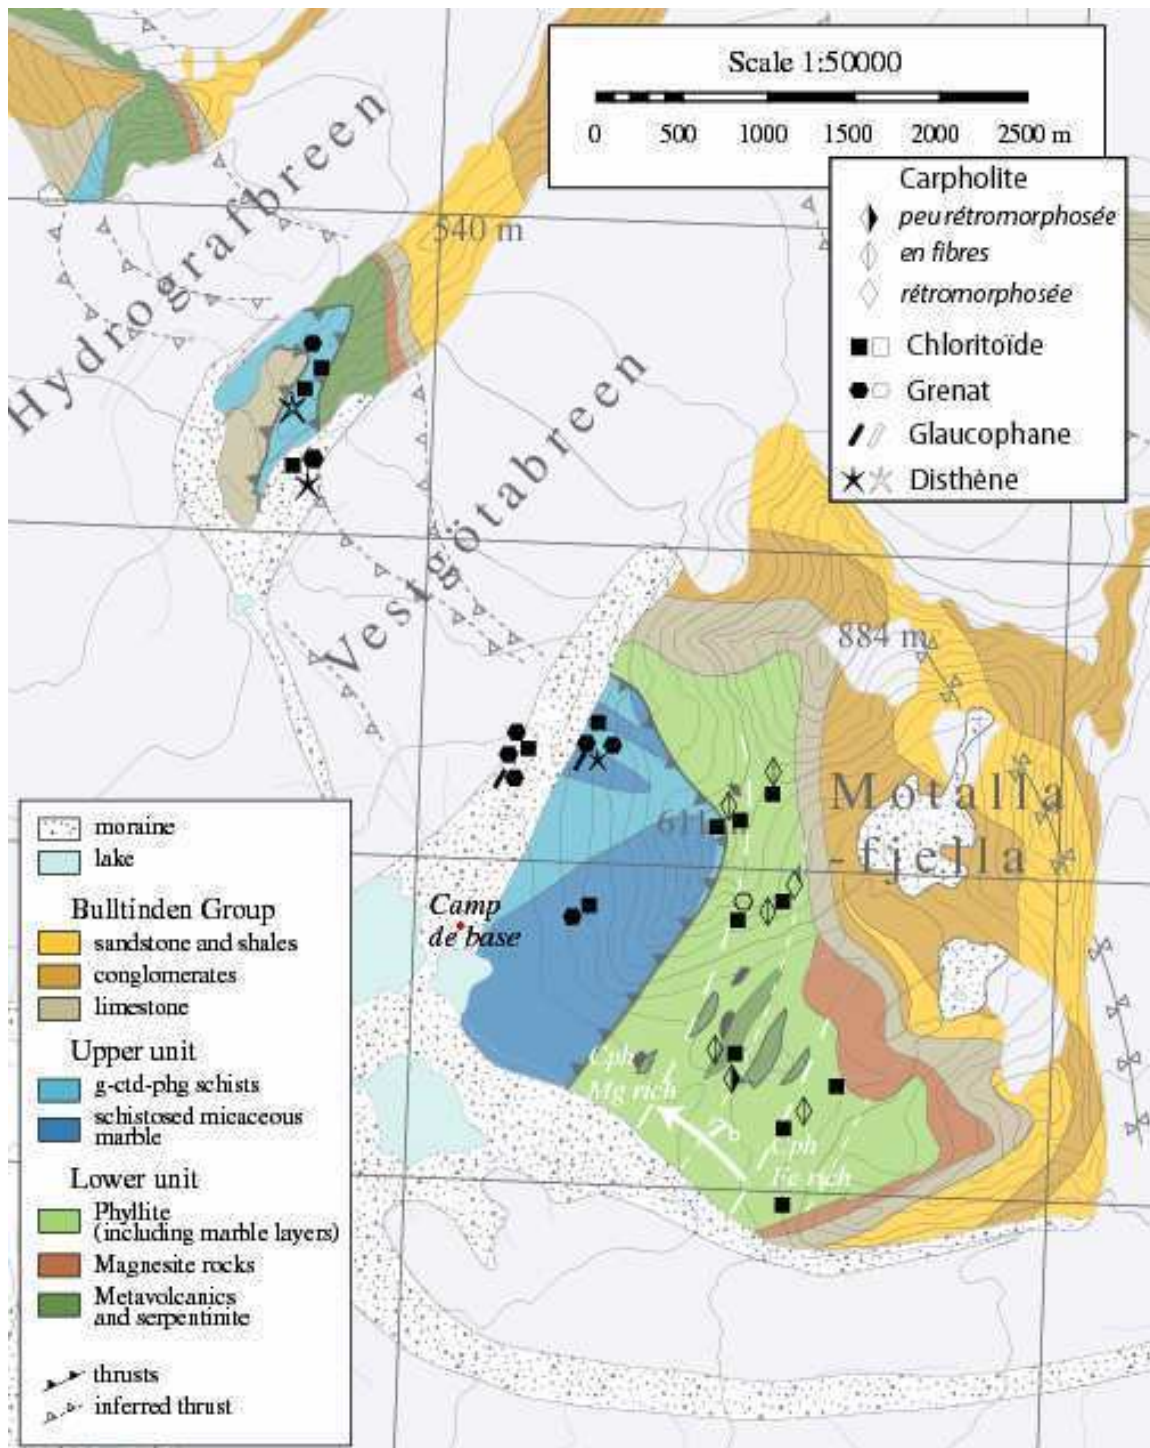 Scale 1:50000
0 500 1000 1500 2000 2500 m
Carpholite
peu rétromorphosée
en fibres
rétromorphosée
Chloritoïde
Grenat
Glaucophane
Disthène
Hydrografbreen
540 m
Vestgötabreen
884 m
Motalla
-fjella
611
Camp
de base
Cph
Mg rich
Cph
Fe rich
moraine
lake
Bulltinden Group
sandstone and shales
conglomerates
limestone
Upper unit
g-ctd-phg schists
schistosed micaceous
marble
Lower unit
Phyllite
(including marble layers)
Magnesite rocks
Metavolcanics
and serpentinite
thrusts
inferred thrust